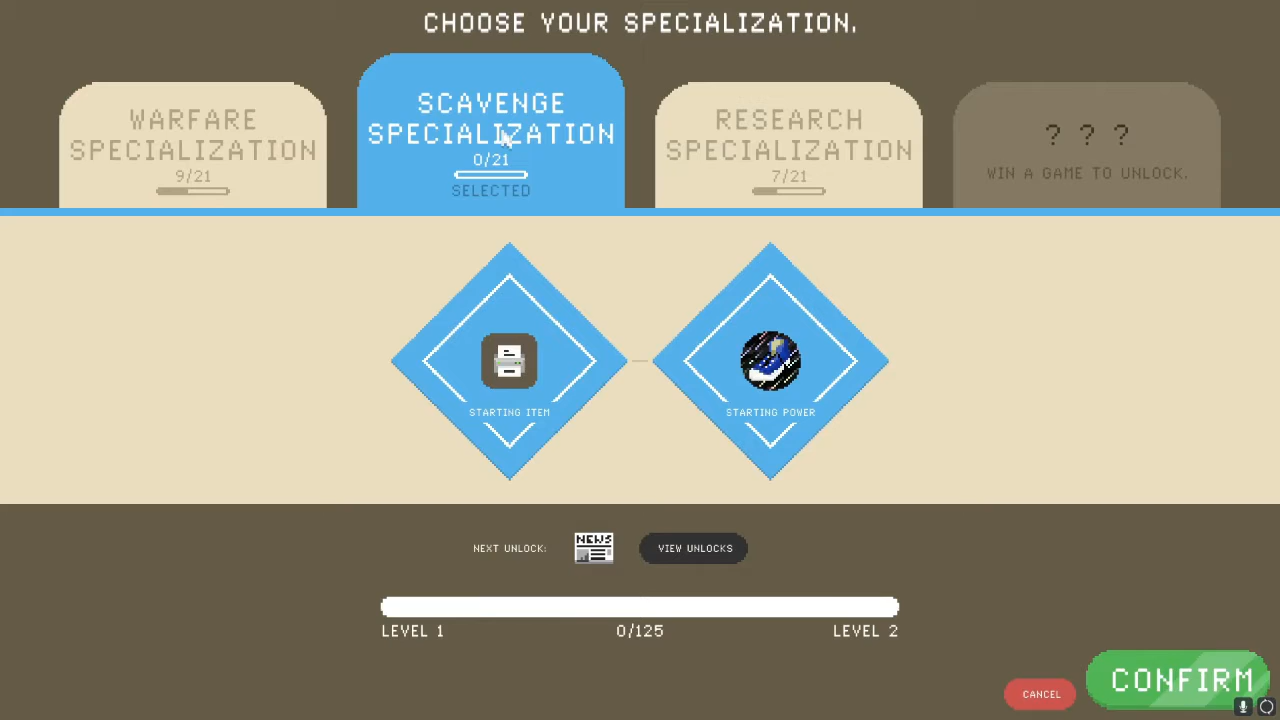 CHOOSE YOUR SPECIALIZATION.
WARFARE
SPECIALIZATION
9/21
SCAVENGE
SPECIALIZATION
0/21
SELECTED
RESEARCH
SPECIALIZATION
7/21
? ? ?
WIN A GAME TO UNLOCK.
STARTING ITEM
STARTING POWER
NEXT UNLOCK:
NEWS
VIEW UNLOCKS
LEVEL 1
0/125
LEVEL 2
CANCEL
CONFIRM